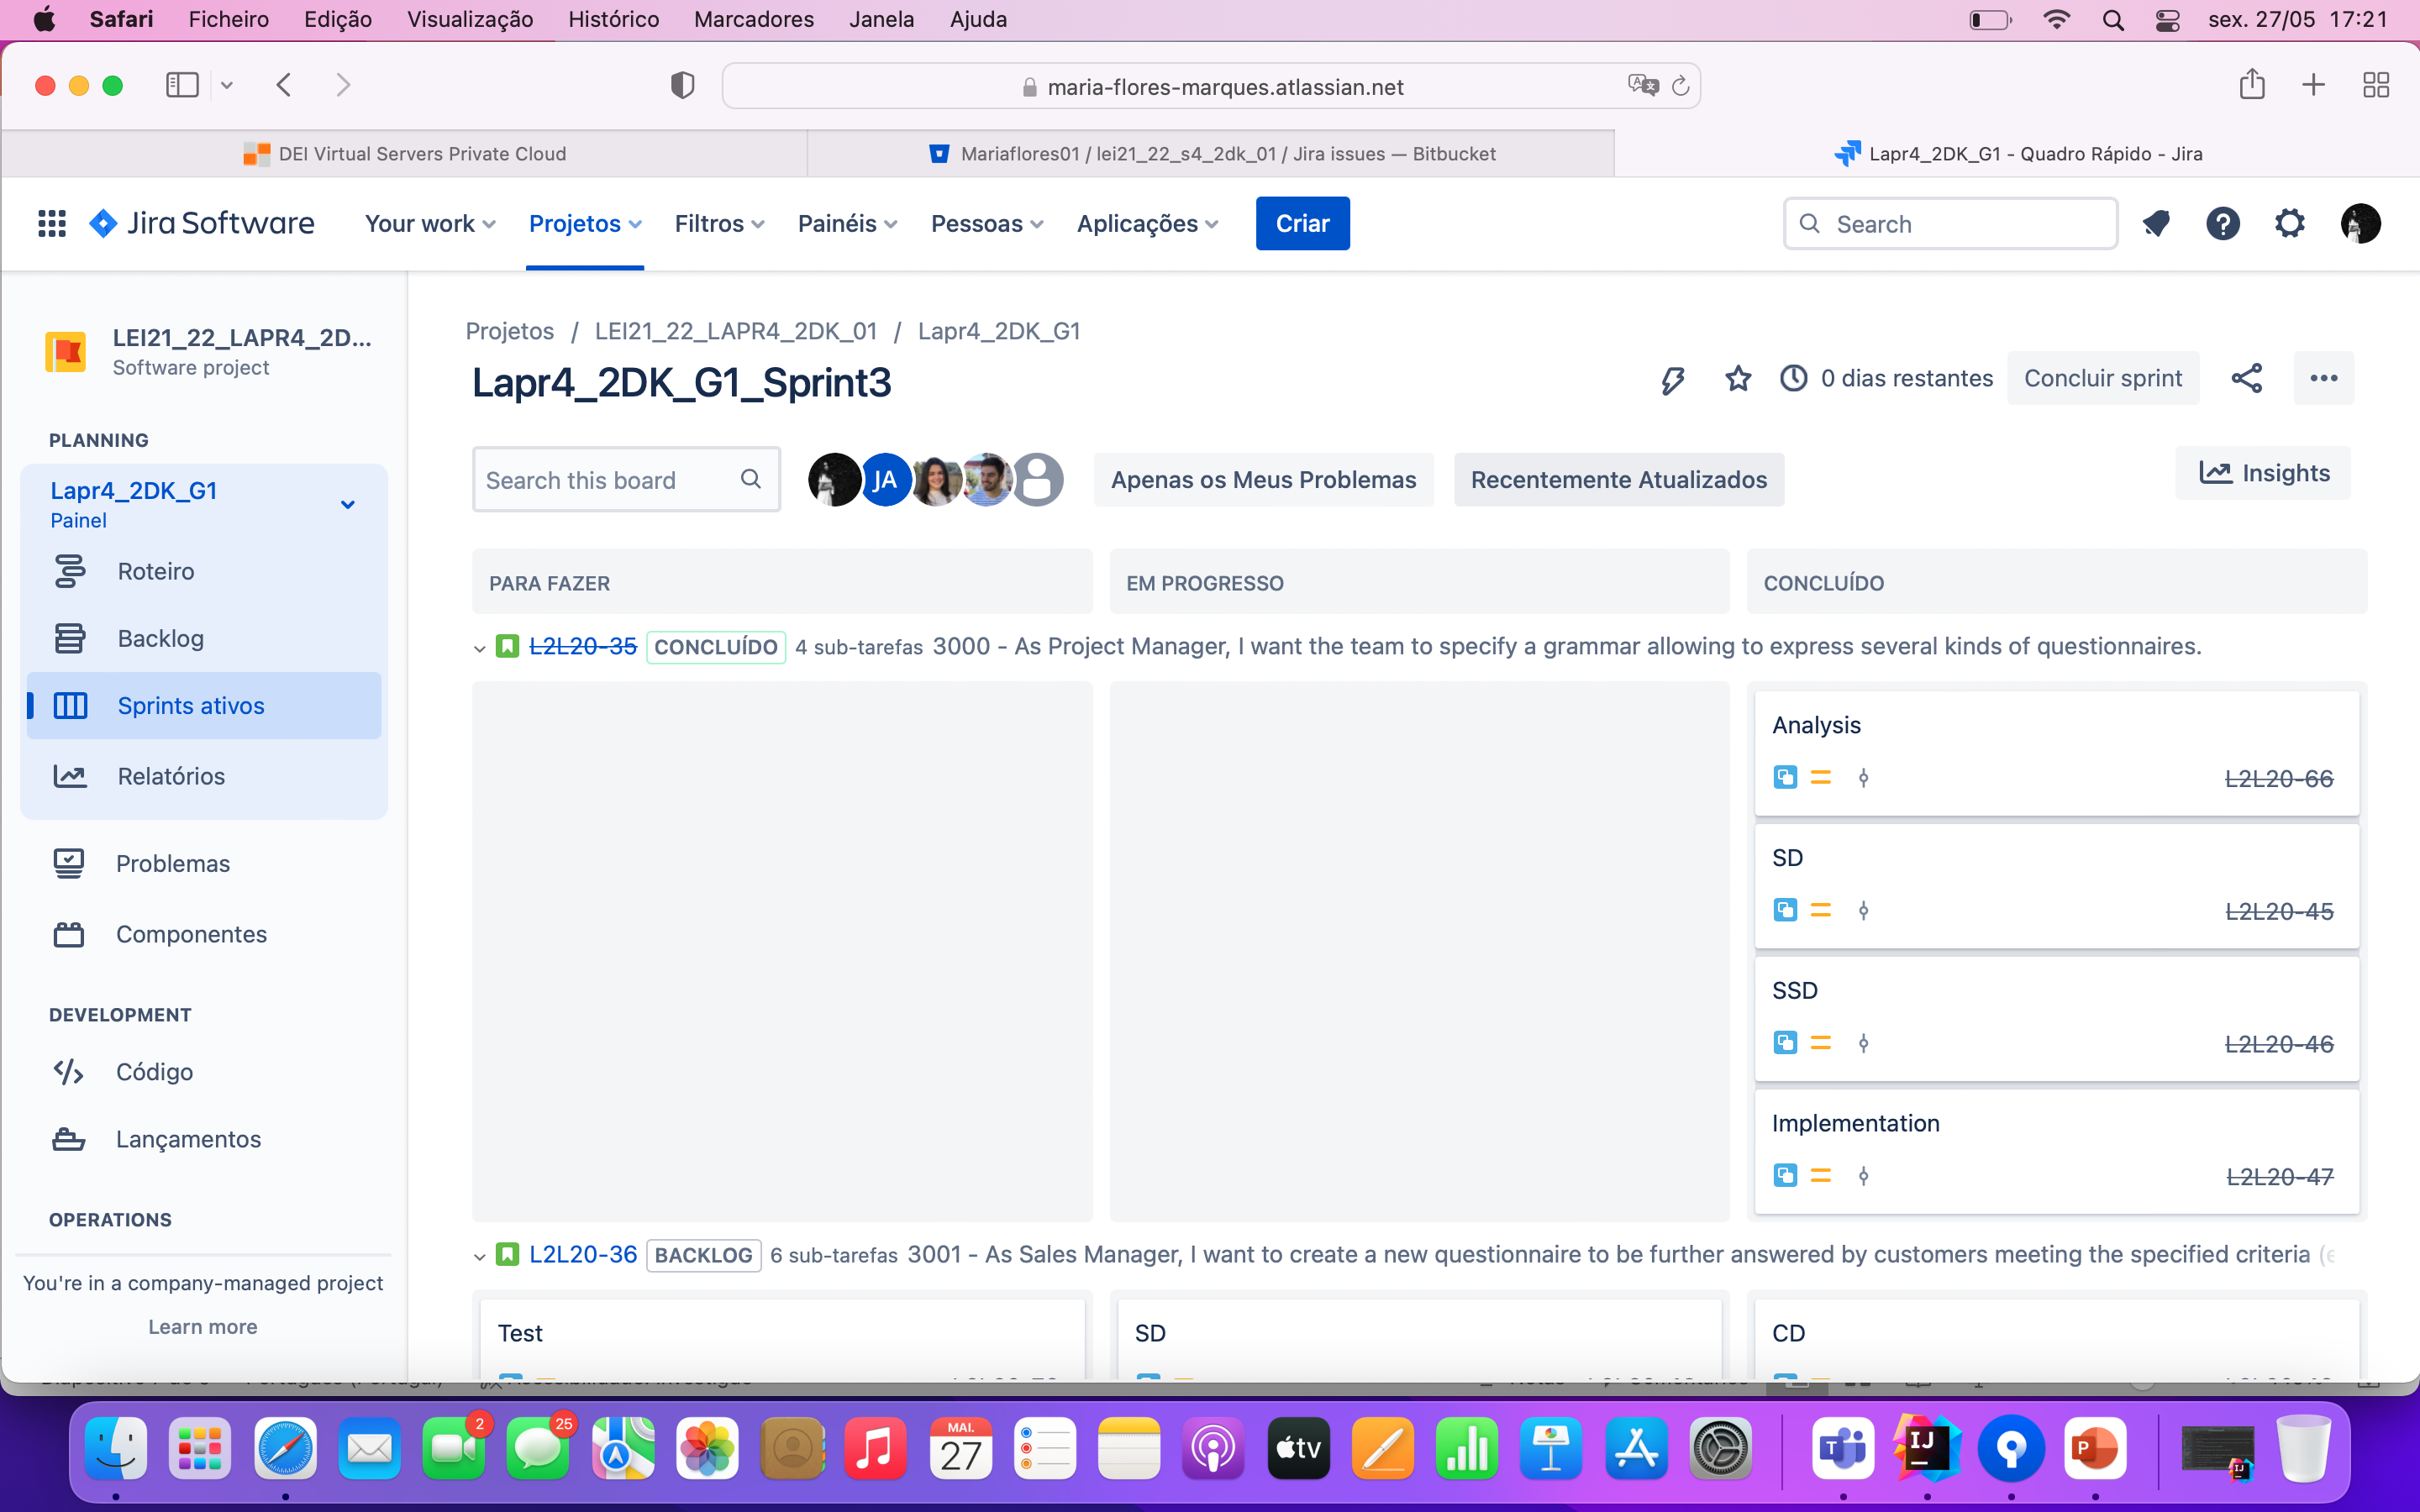 Safari Ficheiro Edição Visualização Histórico Marcadores Janela Ajuda sex. 27/05 17:21
maria-flores-marques.atlassian.net
DEI Virtual Servers Private Cloud
Mariaflores01 / lei21_22_s4_2dk_01 / Jira issues — Bitbucket
Lapr4_2DK_G1 - Quadro Rápido - Jira
Jira Software Your work Projetos Filtros Painéis Pessoas Aplicações Criar Search
LEI21_22_LAPR4_2D...
Software project
PLANNING
Lapr4_2DK_G1
Painel
Roteiro
Backlog
Sprints ativos
Relatórios
Problemas
Componentes
DEVELOPMENT
Código
Lançamentos
OPERATIONS
You're in a company-managed project
Learn more
Projetos / LEI21_22_LAPR4_2DK_01 / Lapr4_2DK_G1
Lapr4_2DK_G1_Sprint3
0 dias restantes Concluir sprint
Search this board JA Apenas os Meus Problemas Recentemente Atualizados Insights
PARA FAZER EM PROGRESSO CONCLUÍDO
L2L20-35 CONCLUÍDO 4 sub-tarefas 3000 - As Project Manager, I want the team to specify a grammar allowing to express several kinds of questionnaires.
Analysis
L2L20-66
SD
L2L20-45
SSD
L2L20-46
Implementation
L2L20-47
L2L20-36 BACKLOG 6 sub-tarefas 3001 - As Sales Manager, I want to create a new questionnaire to be further answered by customers meeting the specified criteria
Test SD CD
2 25 tv MAI. 27 T IJ P IJ